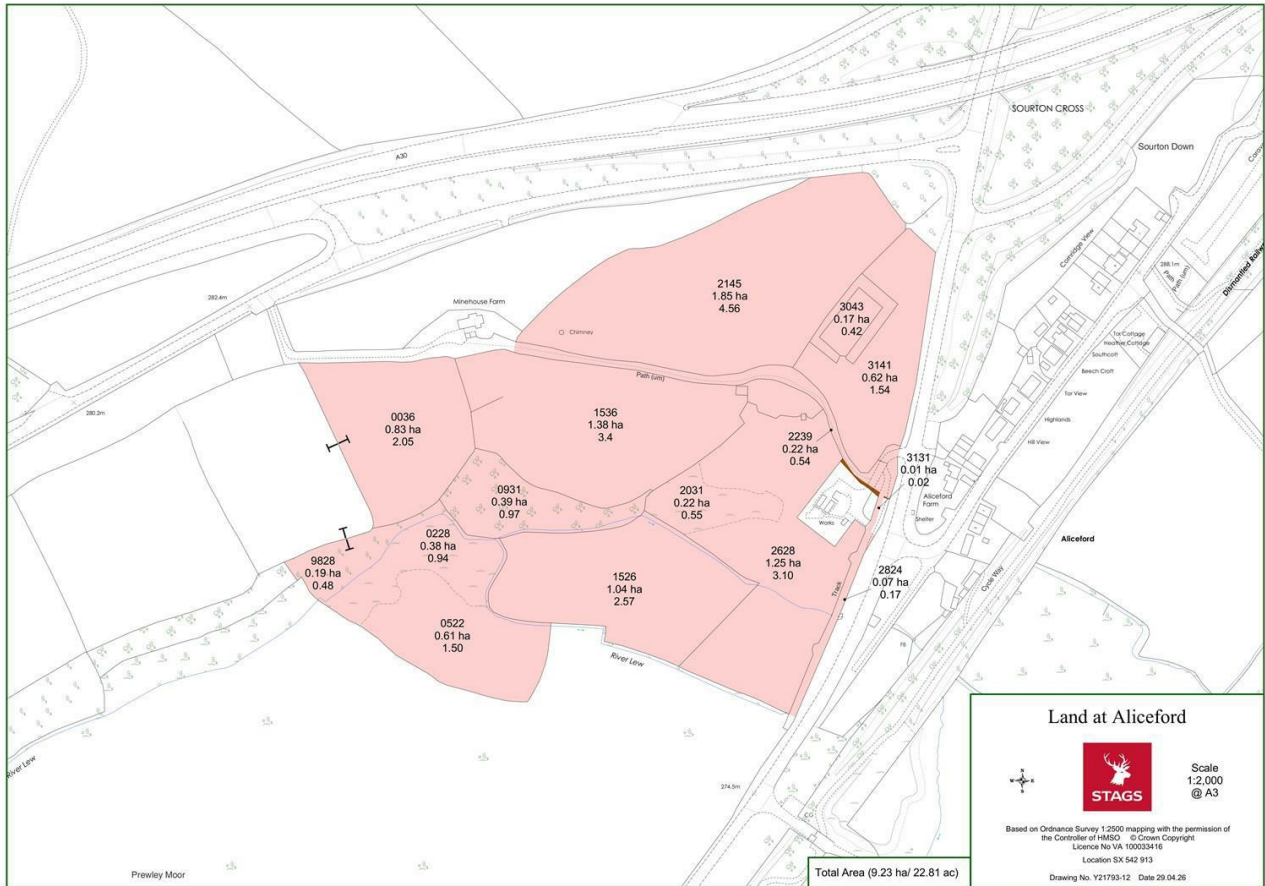 SOURTON CROSS
Sourton Down
A30
Corrridge View
288.1m
Path
Path (um)
Dismantled Railway
2145
1.85 ha
4.56
282.4m
Minehouse Farm
Chimney
3043
0.17 ha
0.42
Tor Cottage
Heather Cottage
Southcott
Beech Croft
Tor View
Highlands
Hill View
3141
0.62 ha
1.54
Path (um)
280.2m
0036
0.83 ha
2.05
1536
1.38 ha
3.4
2239
0.22 ha
0.54
3131
0.01 ha
0.02
0931
0.39 ha
0.97
2031
0.22 ha
0.55
Works
Aliceford
Farm
Shelter
Aliceford
0228
0.38 ha
0.94
9828
0.19 ha
0.48
1526
1.04 ha
2.57
2628
1.25 ha
3.10
2824
0.07 ha
0.17
Track
Cycle Way
0522
0.61 ha
1.50
River Lew
FB
River Lew
274.5m
CG
Prewley Moor
Total Area (9.23 ha/ 22.81 ac)
Land at Aliceford
N
W
E
S
STAGS
Scale
1:2,000
@ A3
Based on Ordnance Survey 1:2500 mapping with the permission of
the Controller of HMSO © Crown Copyright
Licence No VA 100033416
Location SX 542 913
Drawing No. Y21793-12 Date 29.04.26